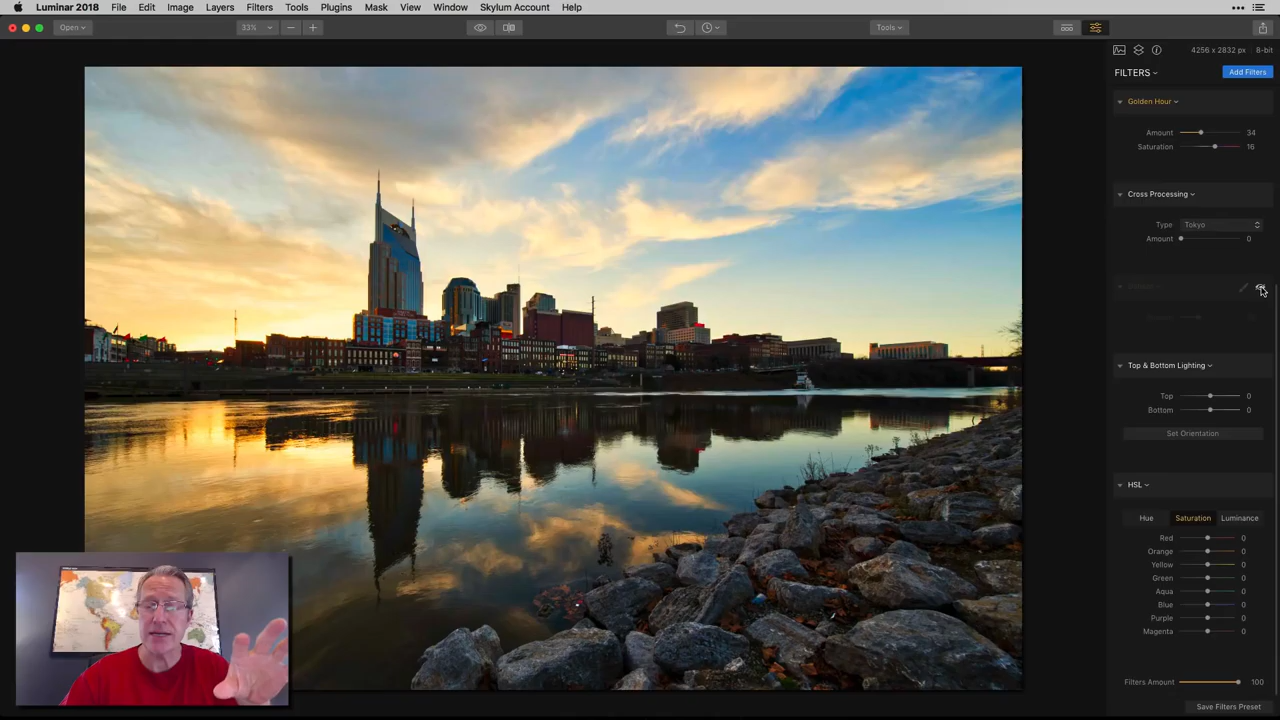 Luminar 2018 File Edit Image Layers Filters Tools Plugins Mask View Window Skylum Account Help
Open 33% Tools
4256 x 2832 px 8-bit
FILTERS Add Filters
Golden Hour
Amount 34
Saturation 16
Cross Processing
Type Tokyo
Amount 0
Top & Bottom Lighting
Top 0
Bottom 0
Set Orientation
HSL
Hue Saturation Luminance
Red 0
Orange 0
Yellow 0
Green 0
Aqua 0
Blue 0
Purple 0
Magenta 0
Filters Amount 100
Save Filters Preset